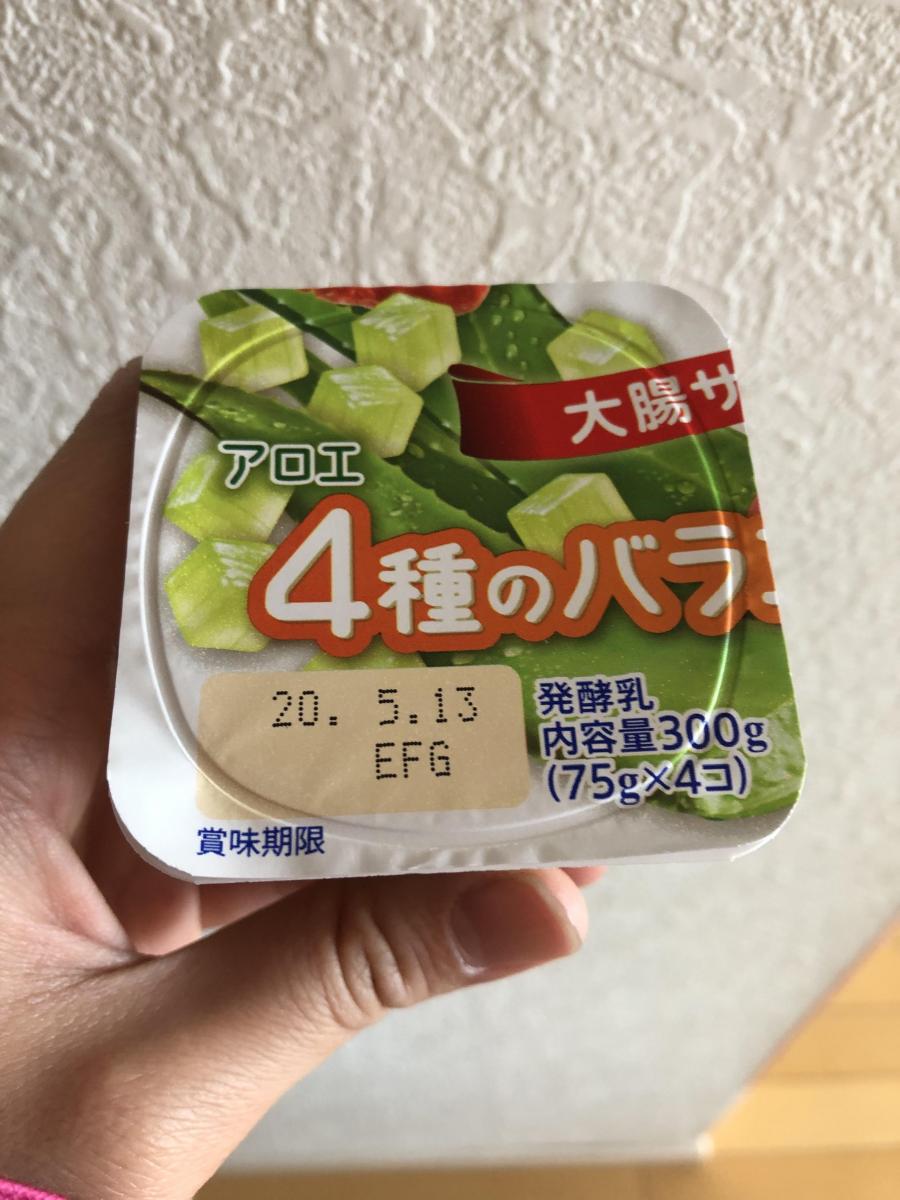 大腸サ
アロエ
4種のバラン
20. 5.13
EFG
賞味期限
発酵乳
内容量300g
(75g×4コ)